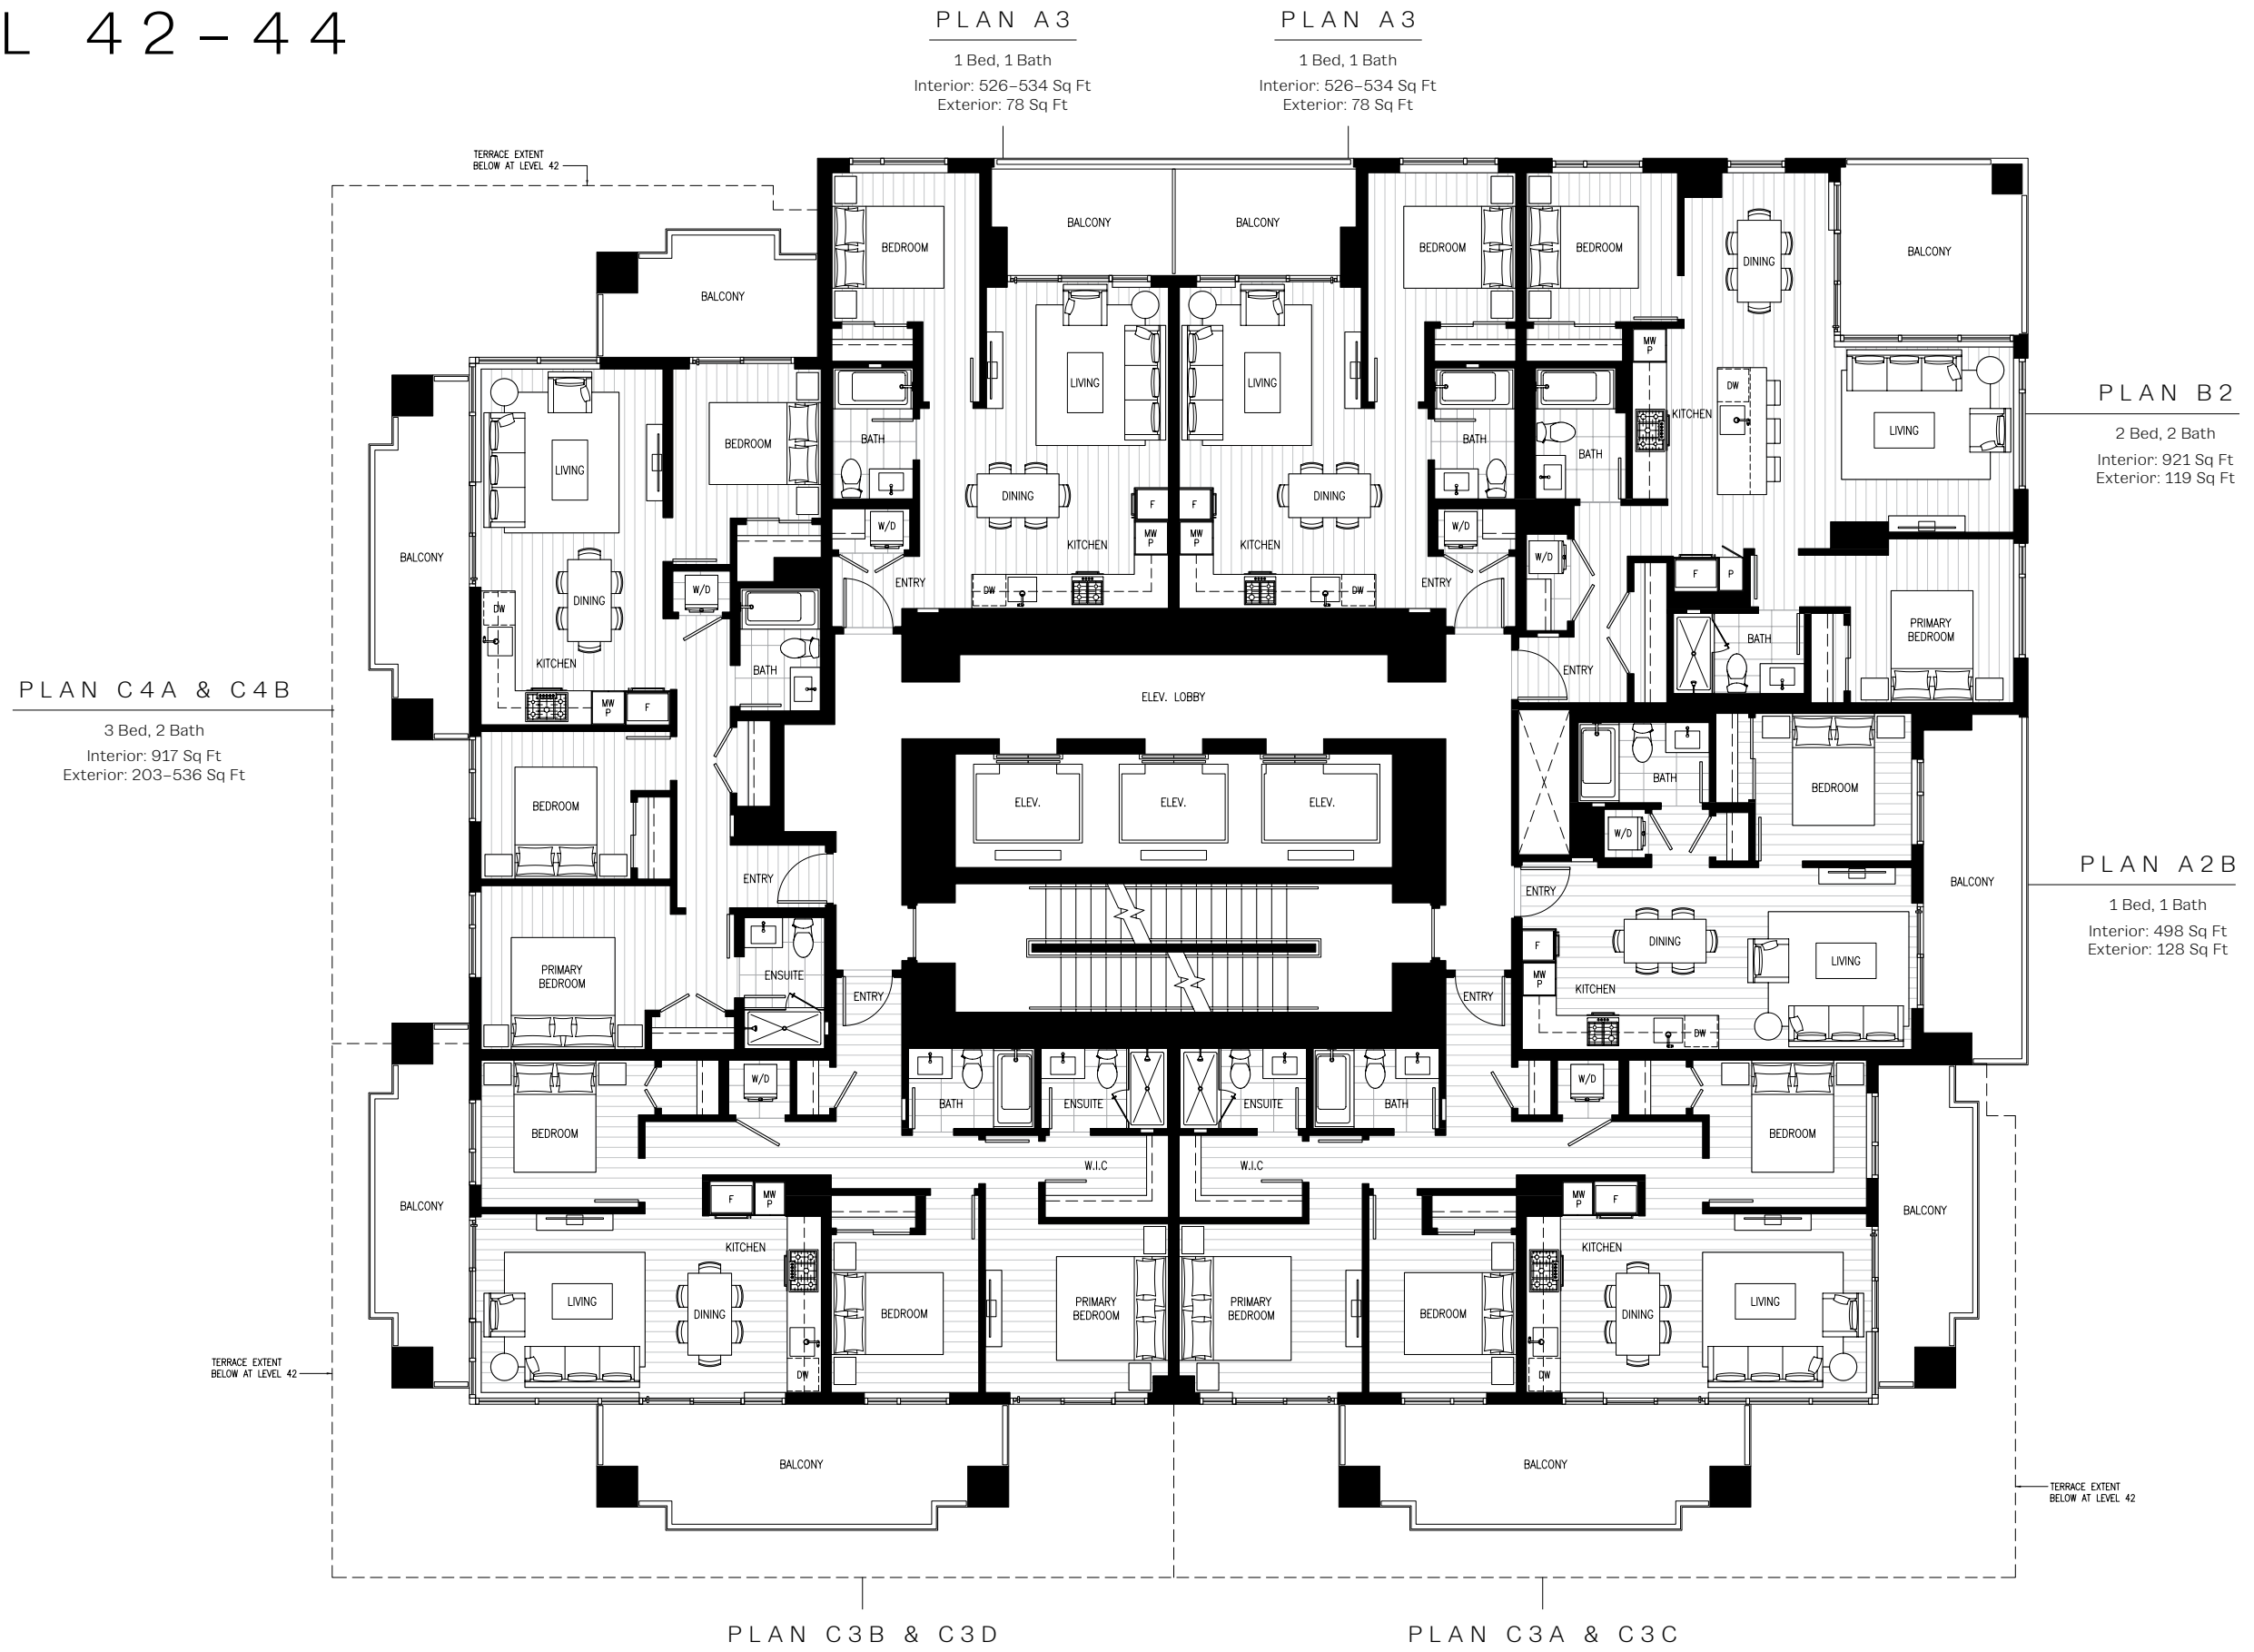 L 42–44
PLAN A3
1 Bed, 1 Bath
Interior: 526–534 Sq Ft
Exterior: 78 Sq Ft
PLAN A3
1 Bed, 1 Bath
Interior: 526–534 Sq Ft
Exterior: 78 Sq Ft
TERRACE EXTENT
BELOW AT LEVEL 42
BALCONY
BEDROOM
BALCONY
BALCONY
BEDROOM
BEDROOM
DINING
BALCONY
LIVING
BEDROOM
BATH
LIVING
LIVING
BATH
MW
P
DW
KITCHEN
BATH
LIVING
PLAN B2
2 Bed, 2 Bath
Interior: 921 Sq Ft
Exterior: 119 Sq Ft
BALCONY
DW
DINING
KITCHEN
MW
P
F
W/D
BATH
W/D
ENTRY
DINING
KITCHEN
DW
F
MW
P
F
MW
P
DINING
KITCHEN
DW
W/D
ENTRY
W/D
ENTRY
F
P
BATH
PRIMARY
BEDROOM
PLAN C4A & C4B
3 Bed, 2 Bath
Interior: 917 Sq Ft
Exterior: 203–536 Sq Ft
BEDROOM
ENTRY
PRIMARY
BEDROOM
ENSUITE
ELEV. LOBBY
ELEV.
ELEV.
ELEV.
BATH
W/D
BEDROOM
BALCONY
PLAN A2B
1 Bed, 1 Bath
Interior: 498 Sq Ft
Exterior: 128 Sq Ft
ENTRY
F
MW
P
DINING
KITCHEN
DW
LIVING
ENTRY
ENTRY
BALCONY
BEDROOM
W/D
BATH
ENSUITE
W.I.C
F
MW
P
KITCHEN
LIVING
DINING
DW
BEDROOM
PRIMARY
BEDROOM
BALCONY
ENSUITE
BATH
W.I.C
W/D
BEDROOM
MW
P
F
KITCHEN
PRIMARY
BEDROOM
BEDROOM
DINING
DW
LIVING
BALCONY
BALCONY
TERRACE EXTENT
BELOW AT LEVEL 42
TERRACE EXTENT
BELOW AT LEVEL 42
PLAN C3B & C3D
PLAN C3A & C3C